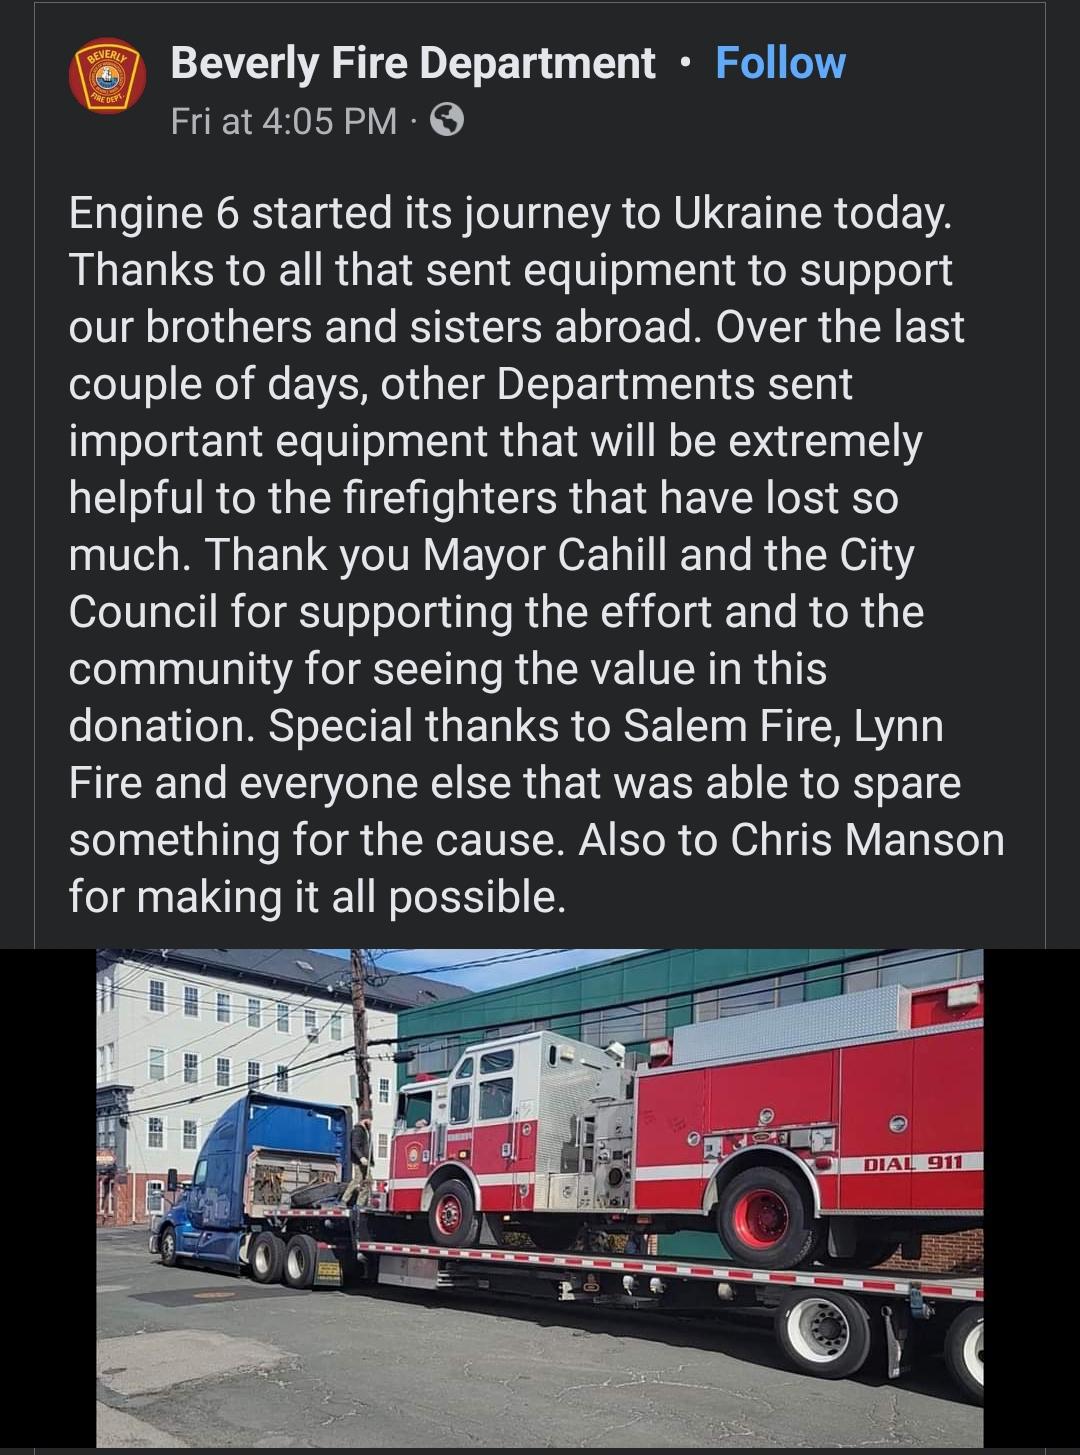 BEVERLY
FIRE DEPT.
Beverly Fire Department • Follow
Fri at 4:05 PM ·
Engine 6 started its journey to Ukraine today.
Thanks to all that sent equipment to support
our brothers and sisters abroad. Over the last
couple of days, other Departments sent
important equipment that will be extremely
helpful to the firefighters that have lost so
much. Thank you Mayor Cahill and the City
Council for supporting the effort and to the
community for seeing the value in this
donation. Special thanks to Salem Fire, Lynn
Fire and everyone else that was able to spare
something for the cause. Also to Chris Manson
for making it all possible.
DIAL 911